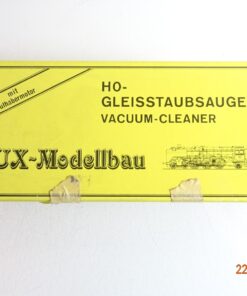 mit
HO-
GLEISSTAUBSAUGE
VACUUM-CLEANER
UX-Modellbau
22